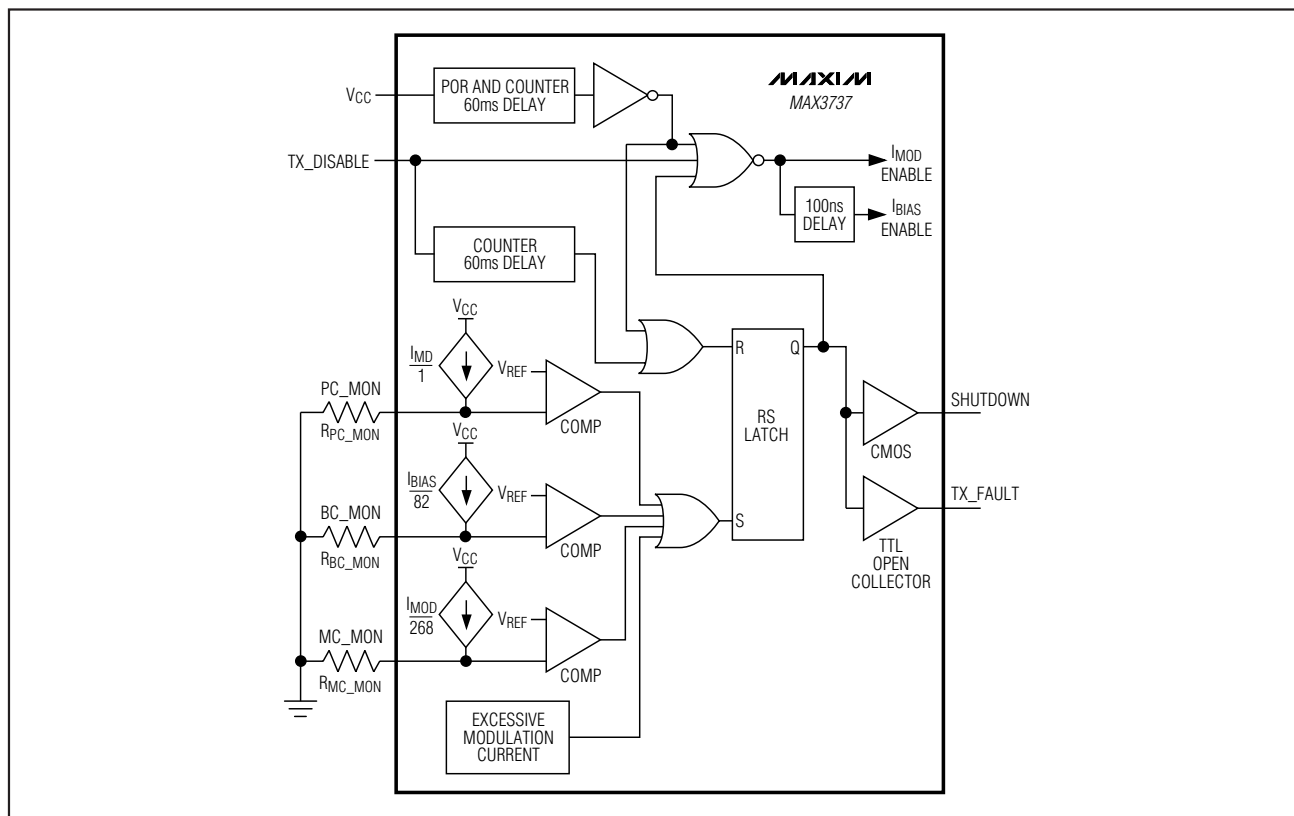 MAXIM
MAX3737
VCC
POR AND COUNTER
60ms DELAY
TX_DISABLE
IMOD
ENABLE
100ns
DELAY
IBIAS
ENABLE
COUNTER
60ms DELAY
VCC
IMD
1
VREF
COMP
PC_MON
RPC_MON
R
Q
RS
LATCH
S
SHUTDOWN
CMOS
VCC
IBIAS
82
VREF
COMP
BC_MON
RBC_MON
TX_FAULT
TTL
OPEN
COLLECTOR
VCC
IMOD
268
VREF
COMP
MC_MON
RMC_MON
EXCESSIVE
MODULATION
CURRENT